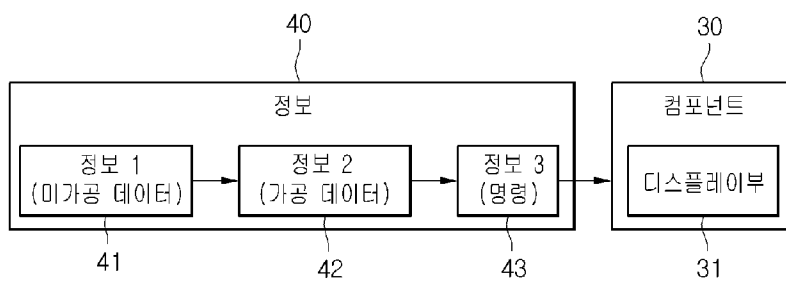 40
30
정보
컴포넌트
정보 1
(미가공 데이터)
정보 2
(가공 데이터)
정보 3
(명령)
디스플레이부
41
42
43
31